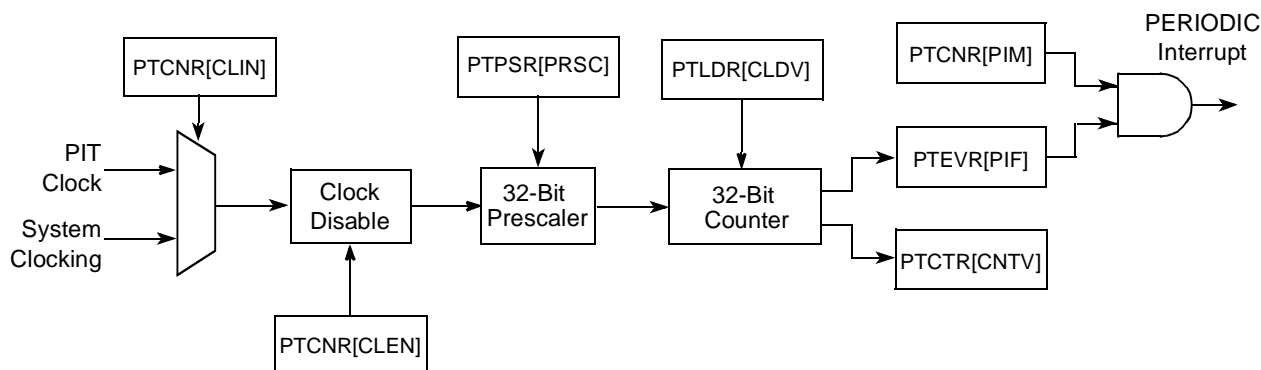 PERIODIC
Interrupt
PTCNR[CLIN]
PTPSR[PRSC]
PTLDR[CLDV]
PTCNR[PIM]
PIT
Clock
System
Clocking
Clock
Disable
32-Bit
Prescaler
32-Bit
Counter
PTEVR[PIF]
PTCTR[CNTV]
PTCNR[CLEN]